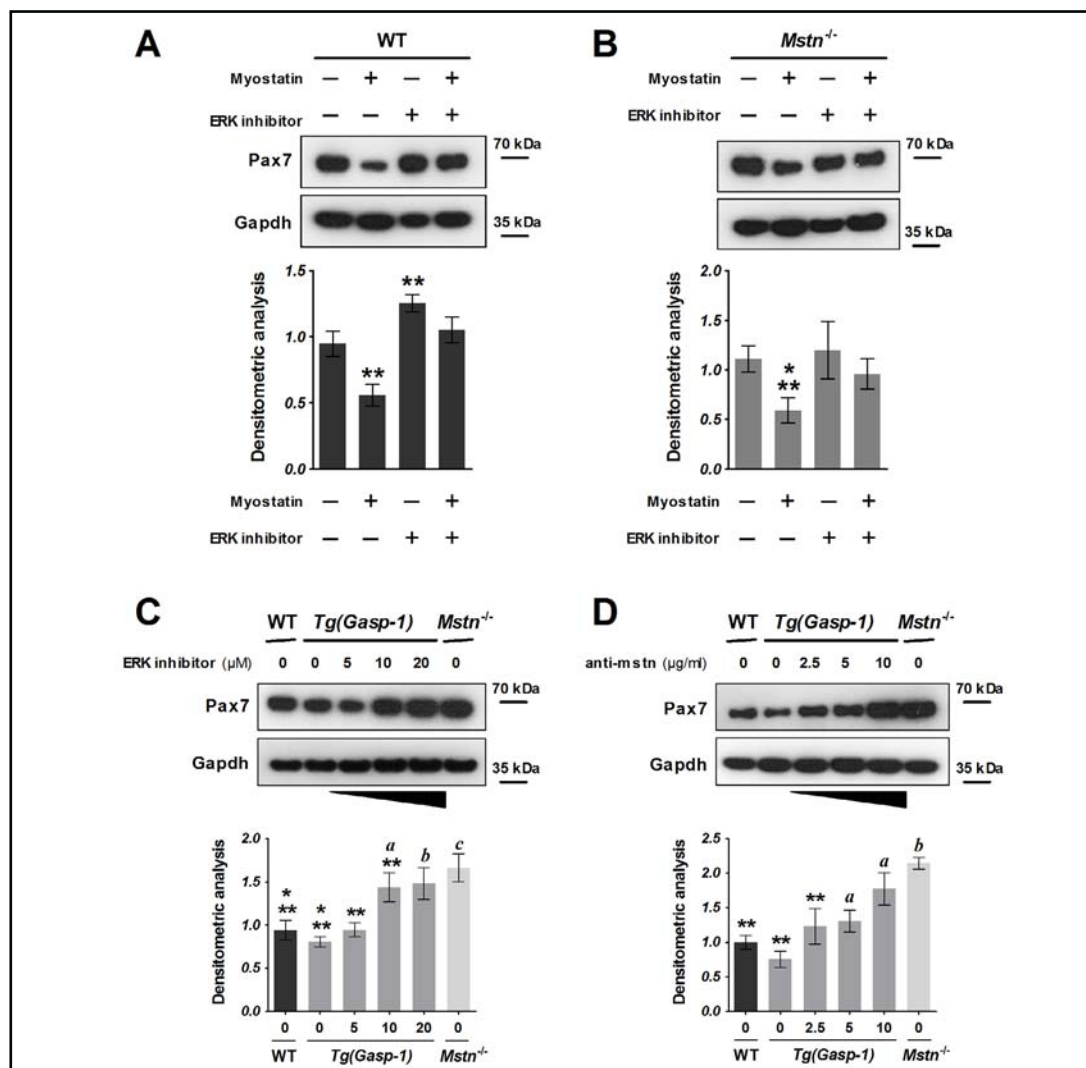 A
WT
Myostatin – + – +
ERK inhibitor – – + +
70 kDa
Pax7
Gapdh
35 kDa
Densitometric analysis
1.5
1.0
0.5
0.0
**
**
Myostatin – + – +
ERK inhibitor – – + +
B
Mstn-/-
Myostatin – + – +
ERK inhibitor – – + +
70 kDa
35 kDa
Densitometric analysis
2.0
1.5
1.0
0.5
0.0
*
**
Myostatin – + – +
ERK inhibitor – – + +
C
WT Tg(Gasp-1) Mstn-/-
ERK inhibitor (µM) 0 0 5 10 20 0
70 kDa
Pax7
Gapdh
35 kDa
Densitometric analysis
2.0
1.5
1.0
0.5
0.0
* * a b c
** ** ** **
0 0 5 10 20 0
WT Tg(Gasp-1) Mstn-/-
D
WT Tg(Gasp-1) Mstn-/-
anti-mstn (µg/ml) 0 0 2.5 5 10 0
70 kDa
Pax7
Gapdh
35 kDa
Densitometric analysis
2.5
2.0
1.5
1.0
0.5
0.0
** ** ** a a b
0 0 2.5 5 10 0
WT Tg(Gasp-1) Mstn-/-